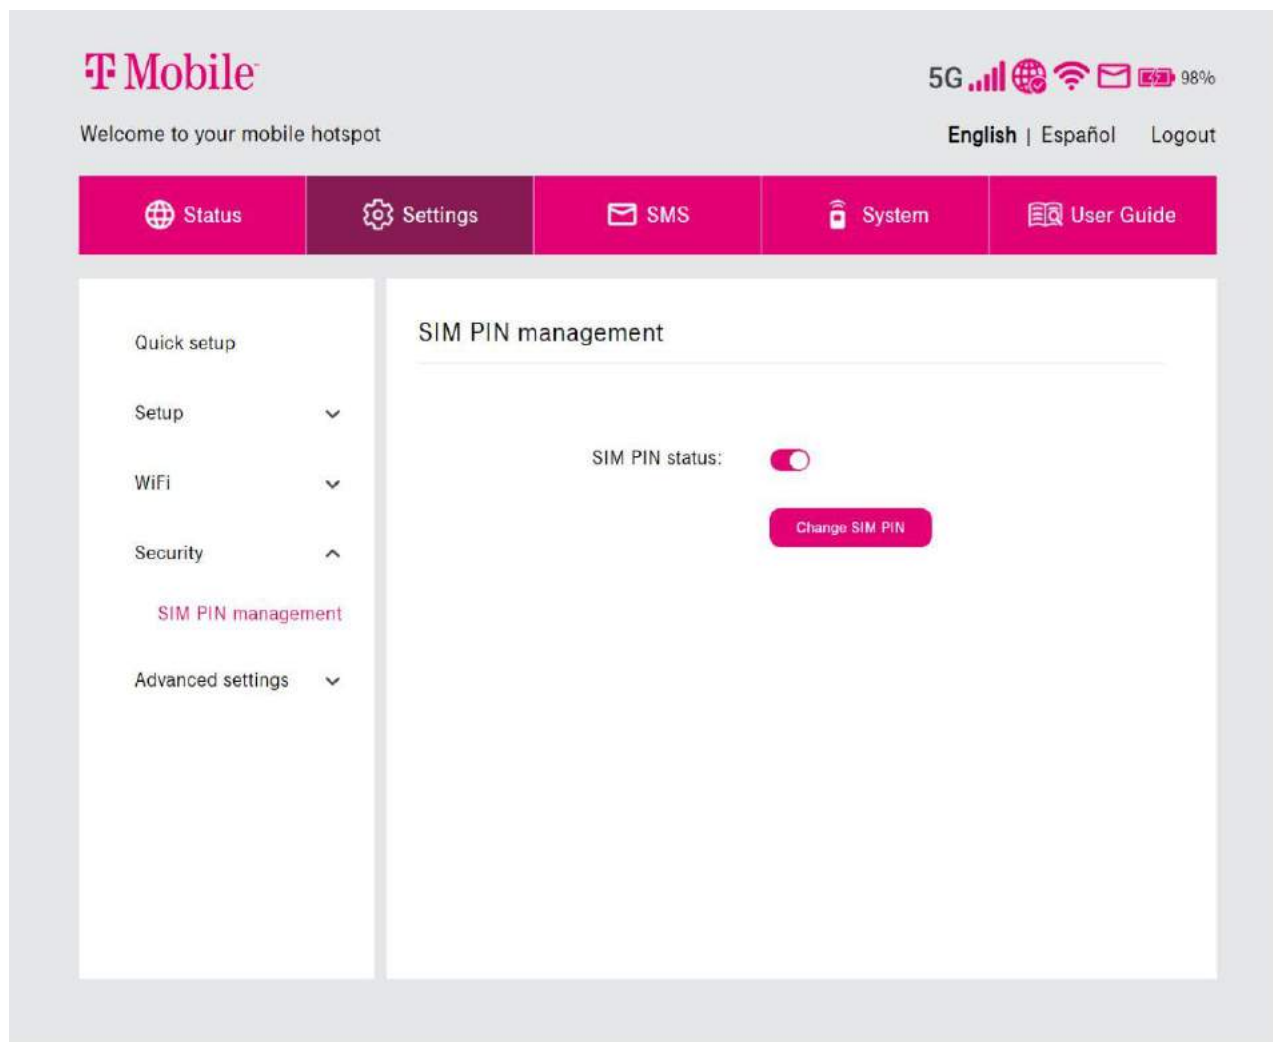 T Mobile
5G 98%
Welcome to your mobile hotspot
English | Español Logout
Status Settings SMS System User Guide
Quick setup
Setup
WiFi
Security
SIM PIN management
Advanced settings
SIM PIN management
SIM PIN status:
Change SIM PIN